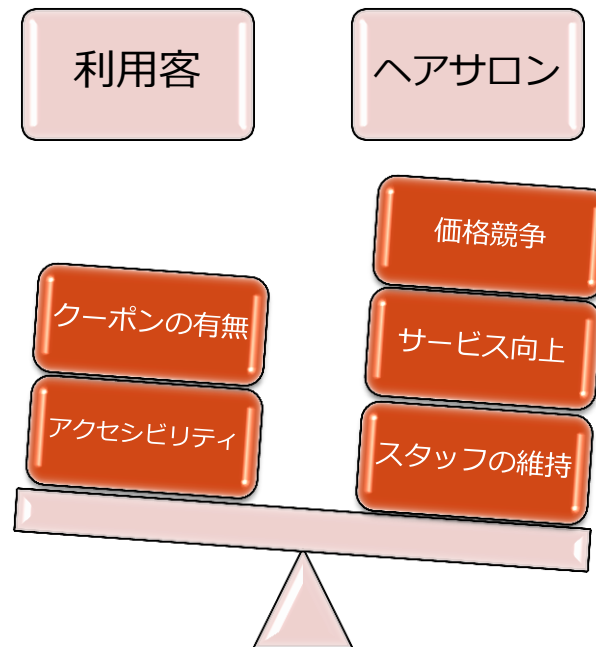 利用客
ヘアサロン
価格競争
クーポンの有無
サービス向上
アクセシビリティ
スタッフの維持